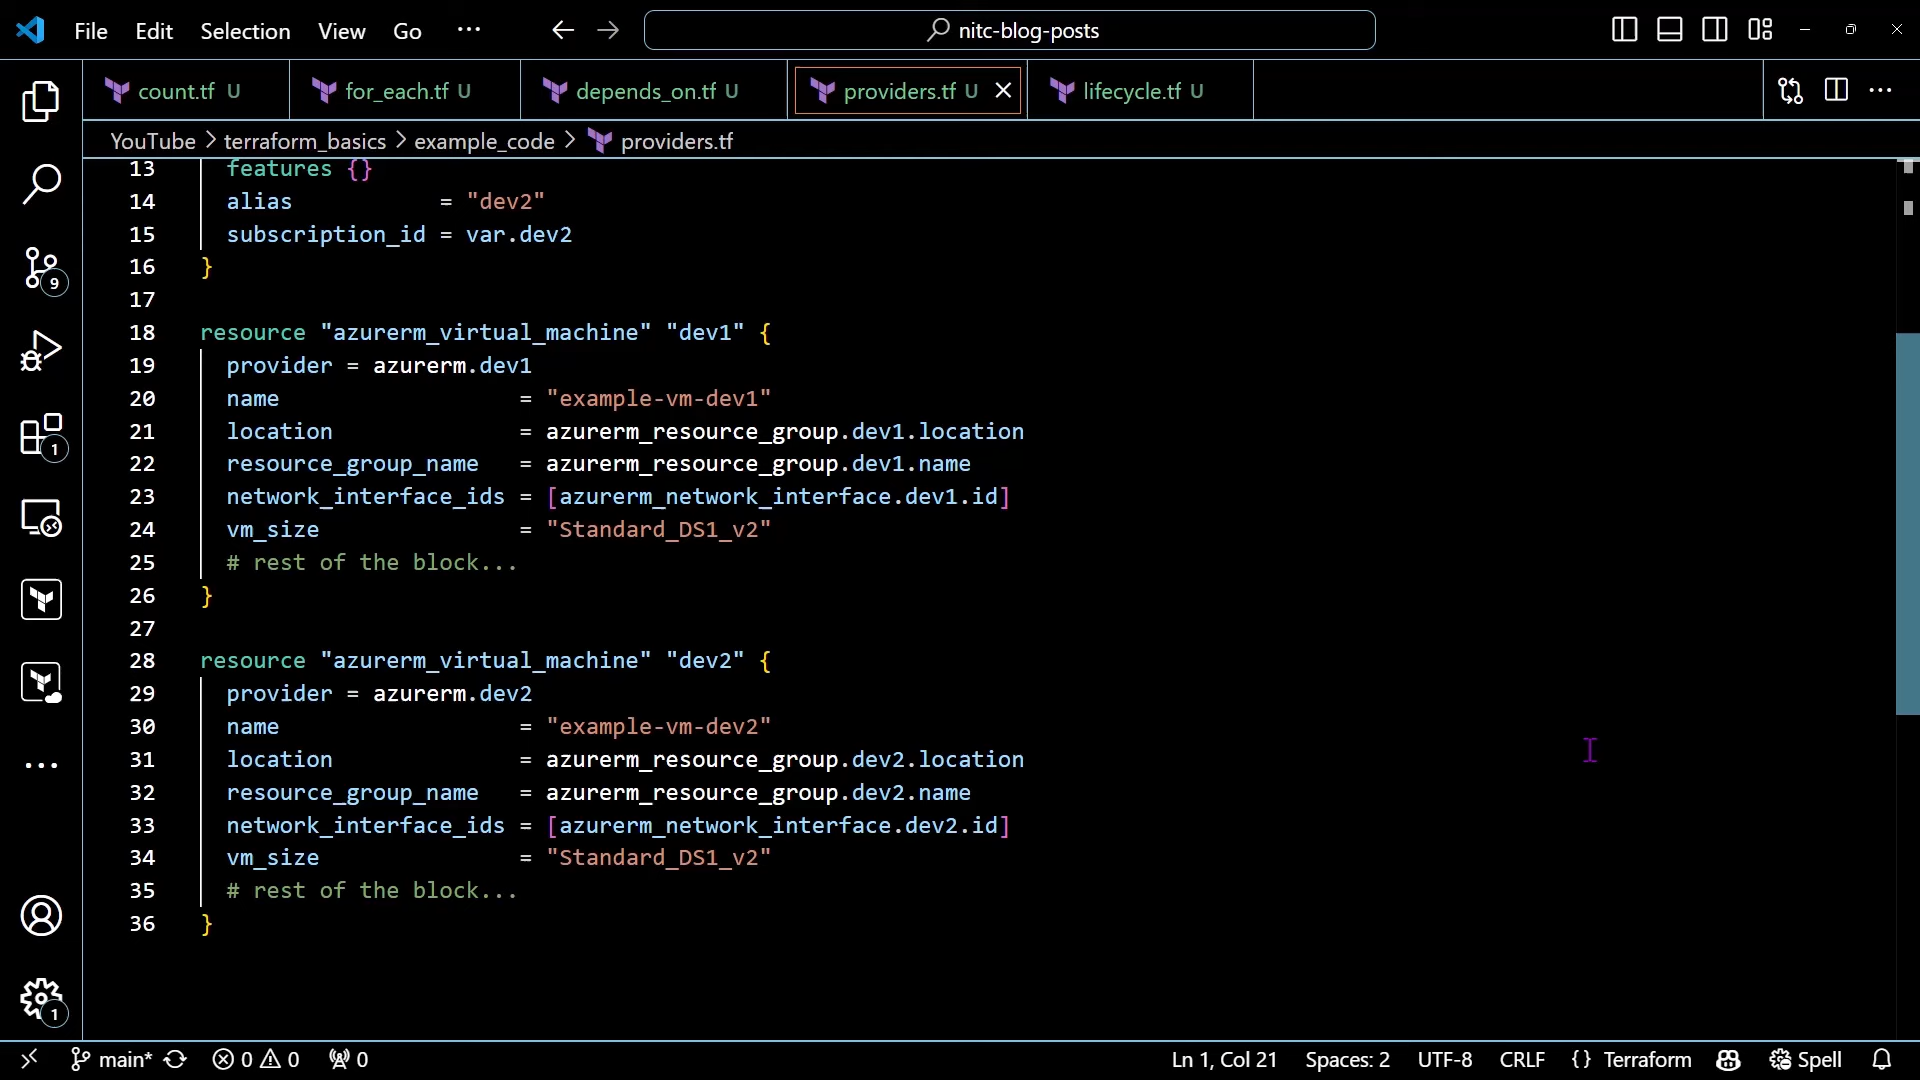 File Edit Selection View Go ··· nitc-blog-posts
count.tf U for_each.tf U depends_on.tf U providers.tf U lifecycle.tf U
YouTube > terraform_basics > example_code > providers.tf
13 features {}
14 alias = "dev2"
15 subscription_id = var.dev2
16 }
17
18 resource "azurerm_virtual_machine" "dev1" {
19 provider = azurerm.dev1
20 name = "example-vm-dev1"
21 location = azurerm_resource_group.dev1.location
22 resource_group_name = azurerm_resource_group.dev1.name
23 network_interface_ids = [azurerm_network_interface.dev1.id]
24 vm_size = "Standard_DS1_v2"
25 # rest of the block...
26 }
27
28 resource "azurerm_virtual_machine" "dev2" {
29 provider = azurerm.dev2
30 name = "example-vm-dev2"
31 location = azurerm_resource_group.dev2.location
32 resource_group_name = azurerm_resource_group.dev2.name
33 network_interface_ids = [azurerm_network_interface.dev2.id]
34 vm_size = "Standard_DS1_v2"
35 # rest of the block...
36 }
9
1
1
main* 0 0 0 Ln 1, Col 21 Spaces: 2 UTF-8 CRLF {} Terraform Spell